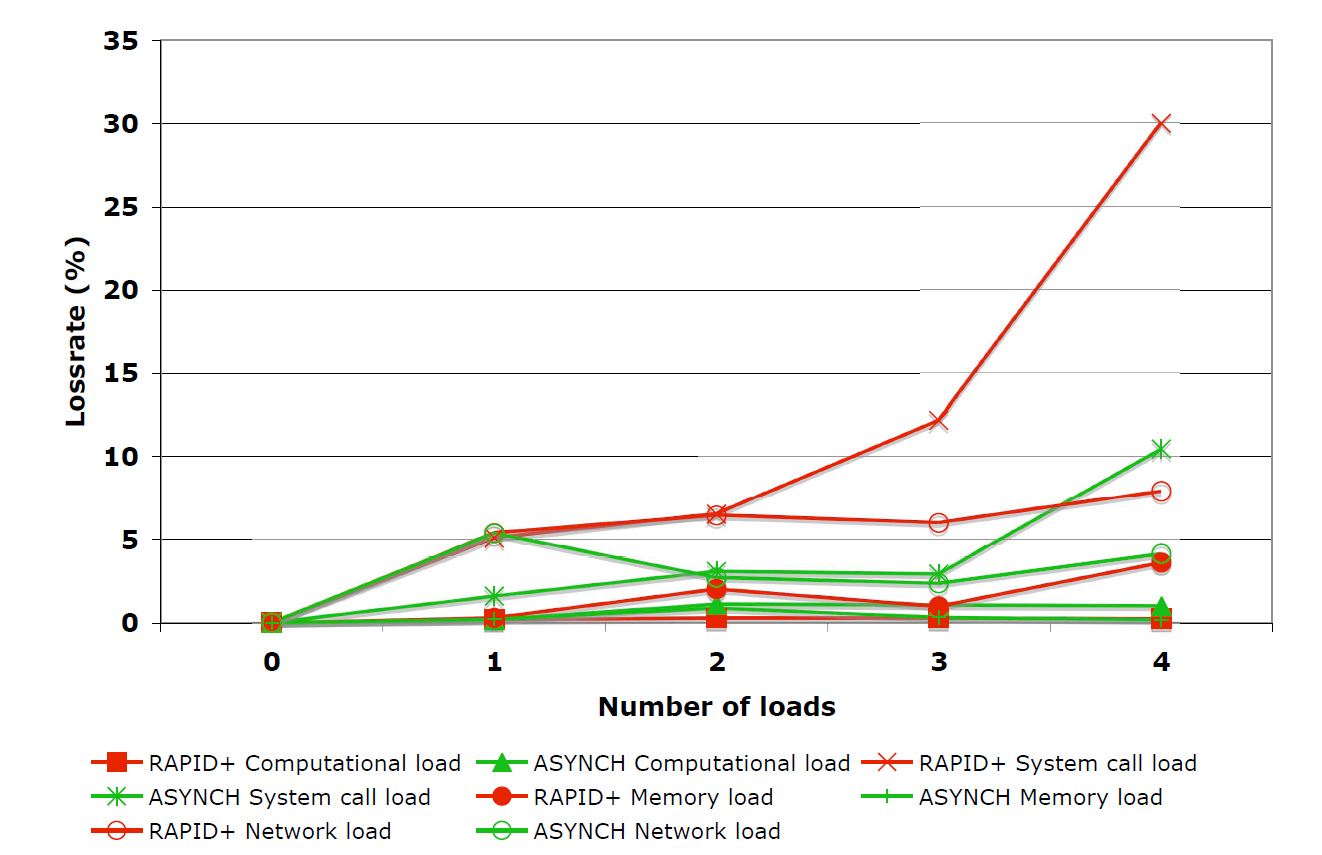 35
30
25
20
15
10
5
0
Lossrate (%)
0 1 2 3 4
Number of loads
RAPID+ Computational load ASYNCH Computational load RAPID+ System call load
ASYNCH System call load RAPID+ Memory load ASYNCH Memory load
RAPID+ Network load ASYNCH Network load